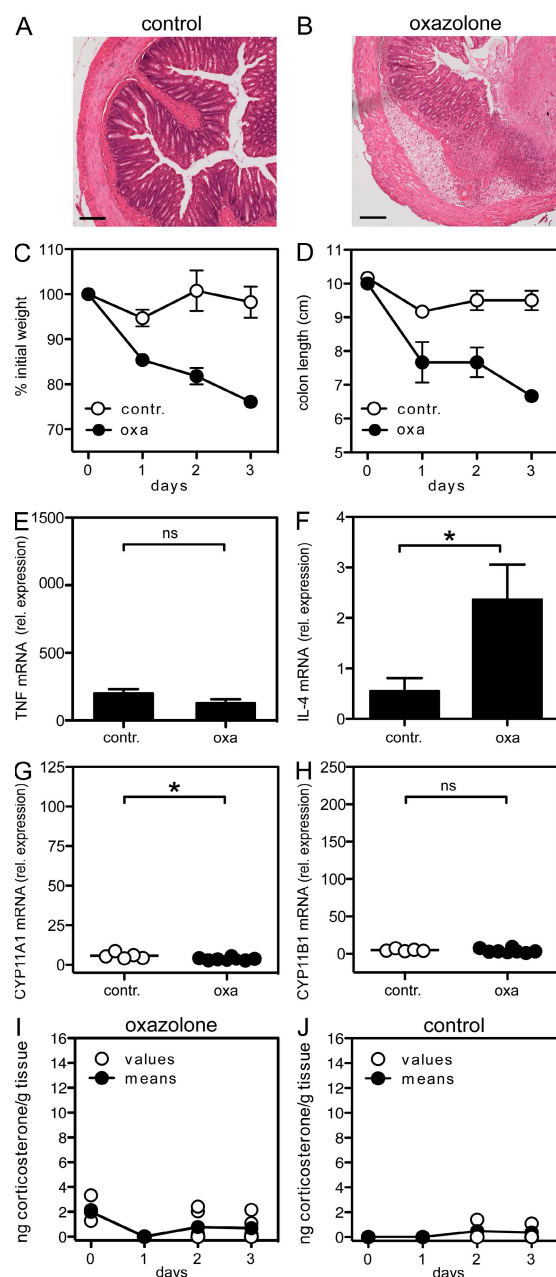 A control
B oxazolone
C
% initial weight
110
100
90
80
70
contr.
oxa
0 1 2 3
days
D
colon length (cm)
10
9
8
7
6
5
contr.
oxa
0 1 2 3
days
E
TNF mRNA (rel. expression)
1500
000
500
0
ns
contr. oxa
F
IL-4 mRNA (rel. expression)
4
3
2
1
0
*
contr. oxa
G
CYP11A1 mRNA (rel. expression)
125
100
75
50
25
0
*
contr. oxa
H
CYP11B1 mRNA (rel. expression)
250
200
150
100
50
0
ns
contr. oxa
I oxazolone
ng corticosterone/g tissue
16
14
12
10
8
6
4
2
0
values
means
0 1 2 3
days
J control
ng corticosterone/g tissue
16
14
12
10
8
6
4
2
0
values
means
0 1 2 3
days